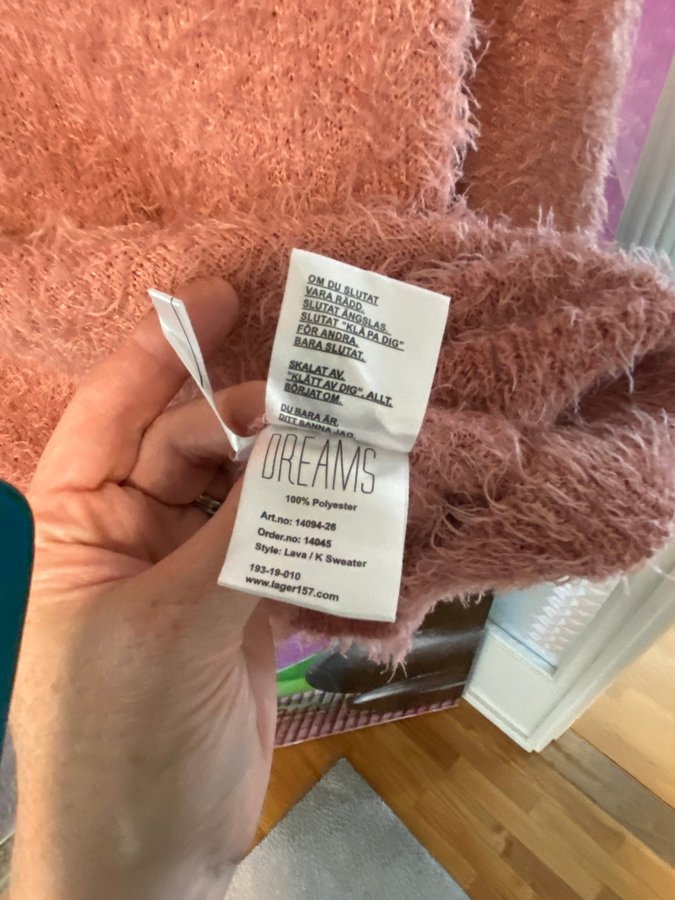 OM DU SLUTAT
VARA RÄDD.
SLUTAT ÄNGSLAS.
SLUTAT "KLÄ PÅ DIG"
FÖR ANDRA.
BARA SLUTAT.
SKALAT AV.
"KLÄTT AV DIG". ALLT.
BÖRJAT OM.
DU BARA ÄR.
DITT SANNA JAG.
DREAMS
100% Polyester
Art.no: 14094-26
Order.no: 14045
Style: Lava / K Sweater
193-19-010
www.lager157.com